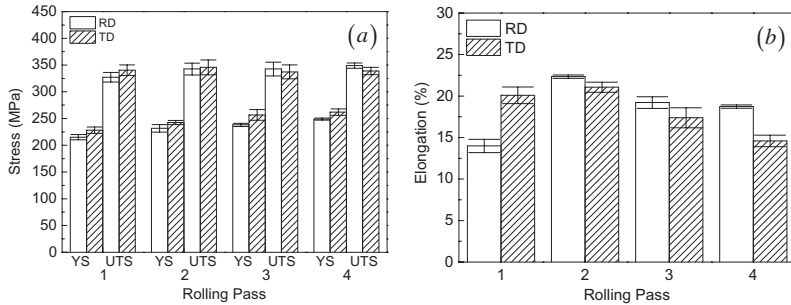 450
400
350
300
250
200
150
100
50
0
Stress (MPa)
RD
TD
(a)
YS UTS YS UTS YS UTS YS UTS
1 2 3 4
Rolling Pass
30
25
20
15
10
5
0
Elongation (%)
RD
TD
(b)
1 2 3 4
Rolling Pass